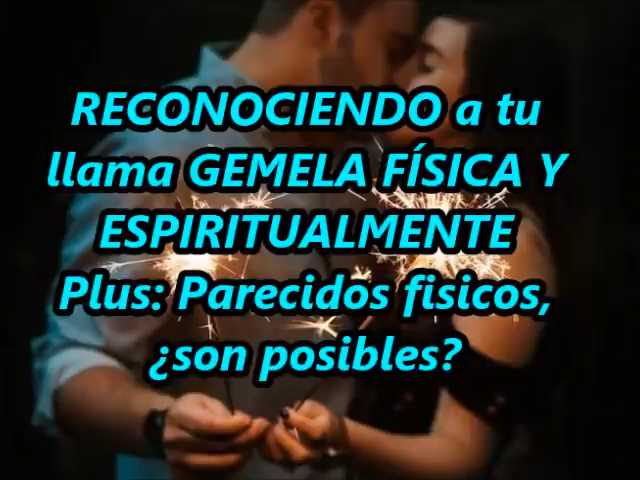 RECONOCIENDO a tu
llama GEMELA FÍSICA Y
ESPIRITUALMENTE
Plus: Parecidos fisicos,
¿son posibles?